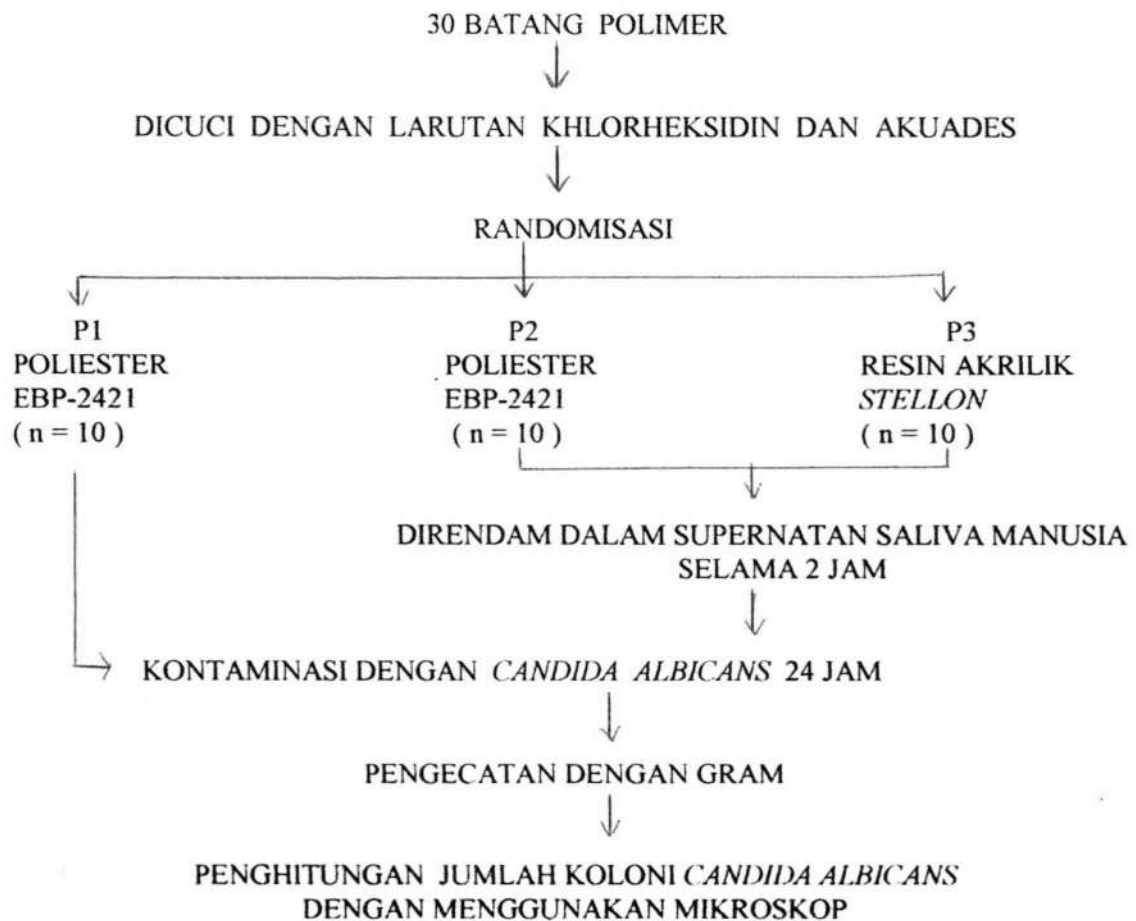 30 BATANG POLIMER
DICUCI DENGAN LARUTAN KHLORHEKSIDIN DAN AKUADES
RANDOMISASI
P1
POLIESTER
EBP-2421
( n = 10 )
P2
POLIESTER
EBP-2421
( n = 10 )
P3
RESIN AKRILIK
STELLON
( n = 10 )
DIRENDAM DALAM SUPERNATAN SALIVA MANUSIA
SELAMA 2 JAM
KONTAMINASI DENGAN CANDIDA ALBICANS 24 JAM
PENGECATAN DENGAN GRAM
PENGHITUNGAN JUMLAH KOLONI CANDIDA ALBICANS
DENGAN MENGGUNAKAN MIKROSKOP